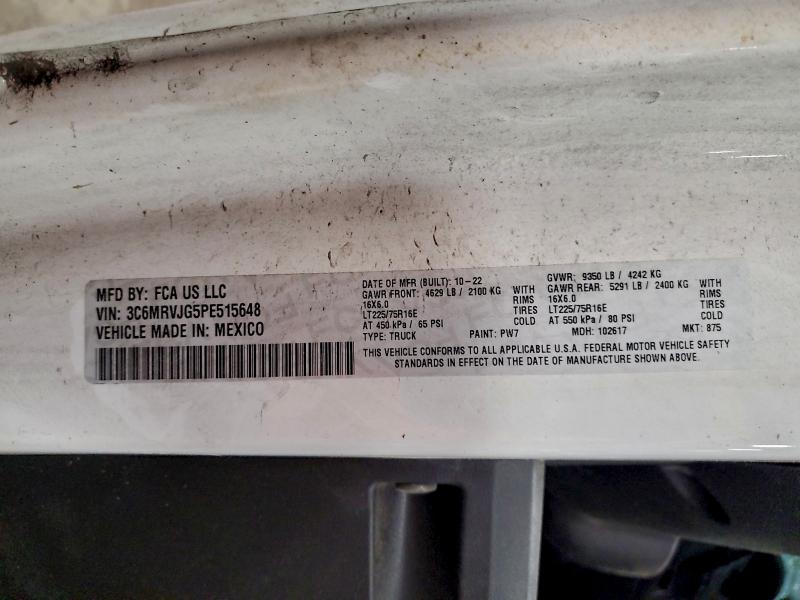 MFD BY: FCA US LLC
VIN: 3C6MRVJG5PE515648
VEHICLE MADE IN: MEXICO
DATE OF MFR (BUILT): 10-22
GAWR FRONT: 4629 LB / 2100 KG WITH
16X6.0 RIMS
LT225/75R16E TIRES
AT 450 kPa / 65 PSI COLD
TYPE: TRUCK PAINT: PW7
GVWR: 9350 LB / 4242 KG
GAWR REAR: 5291 LB / 2400 KG WITH
16X6.0 RIMS
LT225/75R16E TIRES
AT 550 kPa / 80 PSI COLD
MDH: 102617 MKT: 875
THIS VEHICLE CONFORMS TO ALL APPLICABLE U.S.A. FEDERAL MOTOR VEHICLE SAFETY
STANDARDS IN EFFECT ON THE DATE OF MANUFACTURE SHOWN ABOVE.